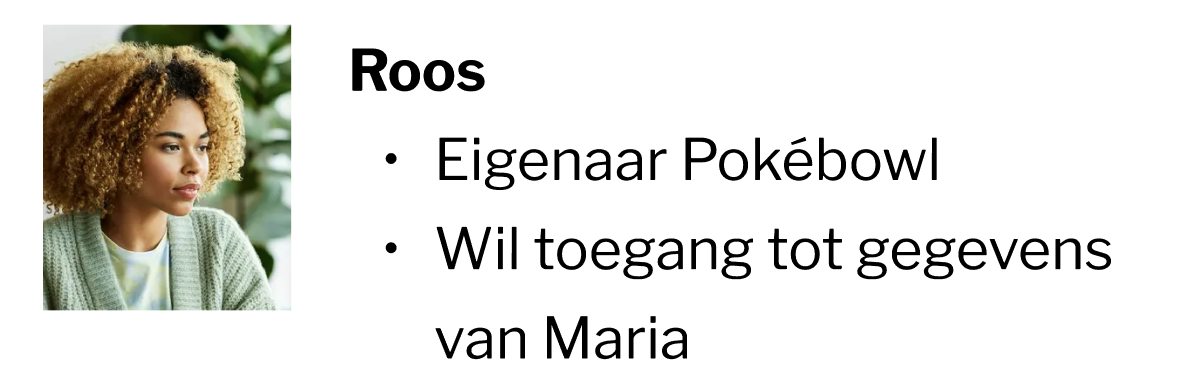 Roos
• Eigenaar Pokébowl
• Wil toegang tot gegevens
van Maria